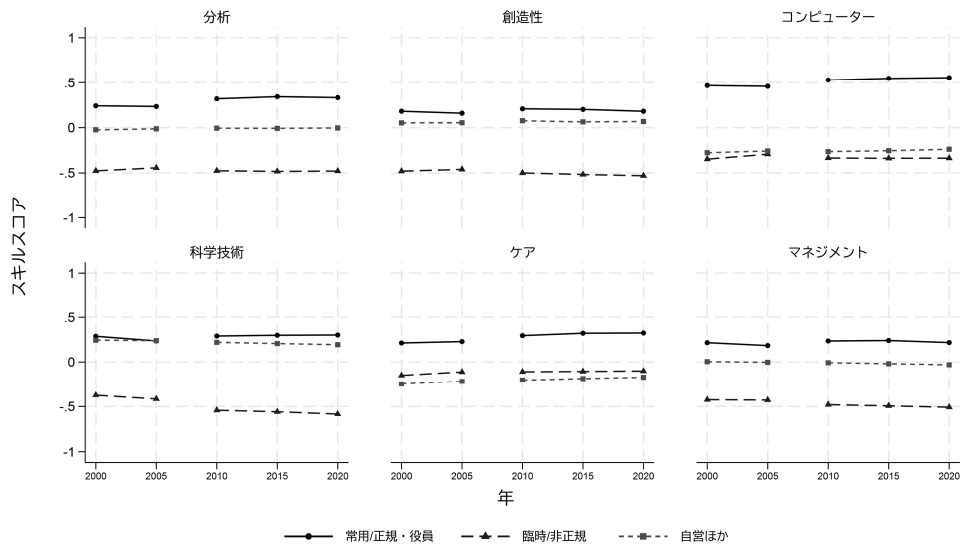 分析 創造性 コンピューター
1
.5
0
-.5
-1
スキルスコア
科学技術 ケア マネジメント
1
.5
0
-.5
-1
2000 2005 2010 2015 2020 2000 2005 2010 2015 2020 2000 2005 2010 2015 2020
年
常用/正規・役員 臨時/非正規 自営ほか